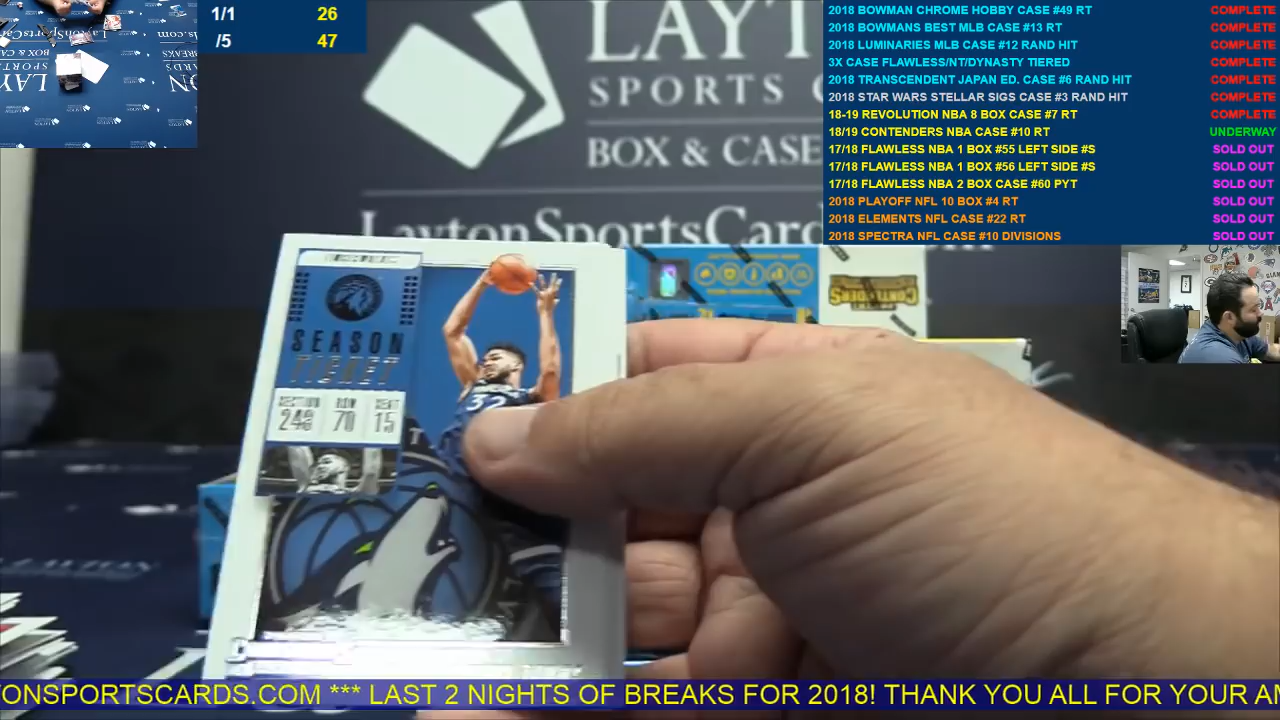 1/1 26
/5 47
2018 BOWMAN CHROME HOBBY CASE #49 RT COMPLETE
2018 BOWMANS BEST MLB CASE #13 RT COMPLETE
2018 LUMINARIES MLB CASE #12 RAND HIT COMPLETE
3X CASE FLAWLESS/NT/DYNASTY TIERED COMPLETE
2018 TRANSCENDENT JAPAN ED. CASE #6 RAND HIT COMPLETE
2018 STAR WARS STELLAR SIGS CASE #3 RAND HIT COMPLETE
18-19 REVOLUTION NBA 8 BOX CASE #7 RT COMPLETE
18/19 CONTENDERS NBA CASE #10 RT UNDERWAY
17/18 FLAWLESS NBA 1 BOX #55 LEFT SIDE #S SOLD OUT
17/18 FLAWLESS NBA 1 BOX #56 LEFT SIDE #S SOLD OUT
17/18 FLAWLESS NBA 2 BOX CASE #60 PYT SOLD OUT
2018 PLAYOFF NFL 10 BOX #4 RT SOLD OUT
2018 ELEMENTS NFL CASE #22 RT SOLD OUT
2018 SPECTRA NFL CASE #10 DIVISIONS SOLD OUT
LAYT
SPORTS C
BOX & CASE
LaytonSportsCard
CONTENDERS
SEASON
TICKET
SECTION ROW SEAT
243 70 15
32
LAYTON
ONSPORTSCARDS.COM *** LAST 2 NIGHTS OF BREAKS FOR 2018! THANK YOU ALL FOR YOUR AM